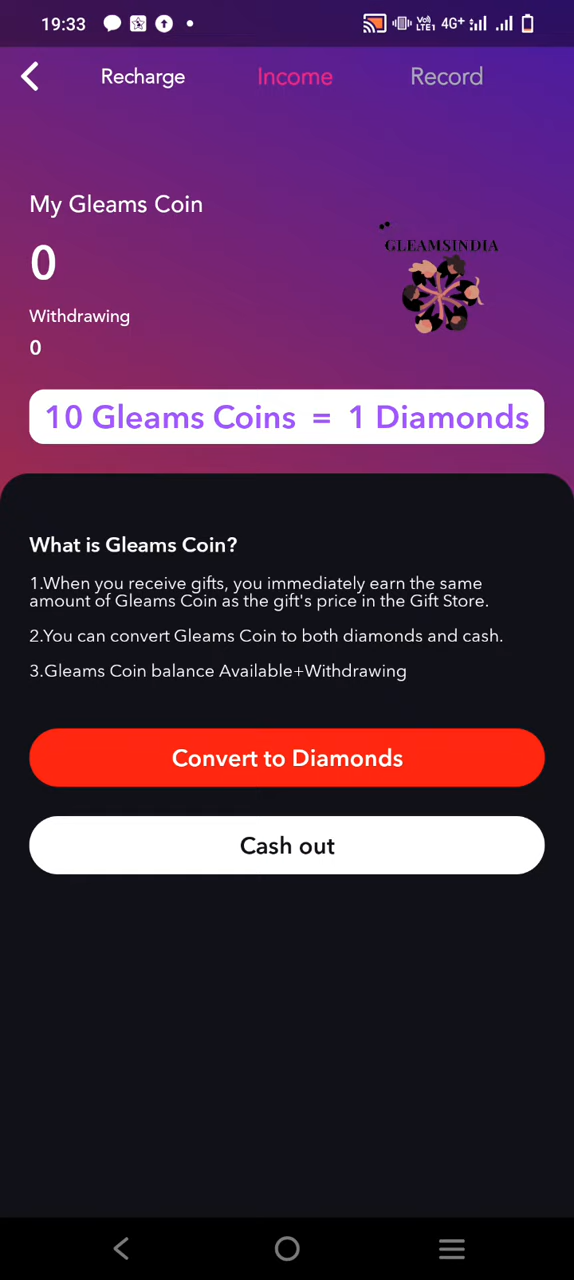 19:33
Vo)) LTE1 4G+
Recharge Income Record
My Gleams Coin
0
GLEAMSINDIA
Withdrawing
0
10 Gleams Coins = 1 Diamonds
What is Gleams Coin?
1.When you receive gifts, you immediately earn the same
amount of Gleams Coin as the gift's price in the Gift Store.
2.You can convert Gleams Coin to both diamonds and cash.
3.Gleams Coin balance Available+Withdrawing
Convert to Diamonds
Cash out